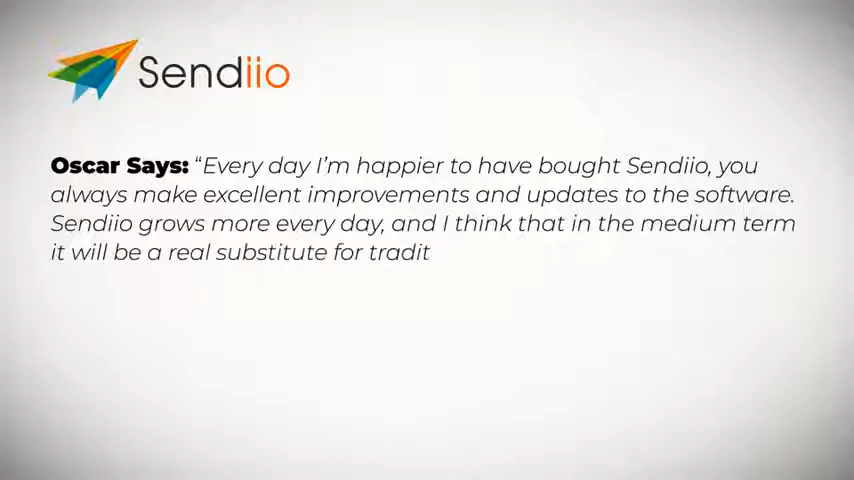 Sendiio
Oscar Says: “Every day I’m happier to have bought Sendiio, you
always make excellent improvements and updates to the software.
Sendiio grows more every day, and I think that in the medium term
it will be a real substitute for tradit